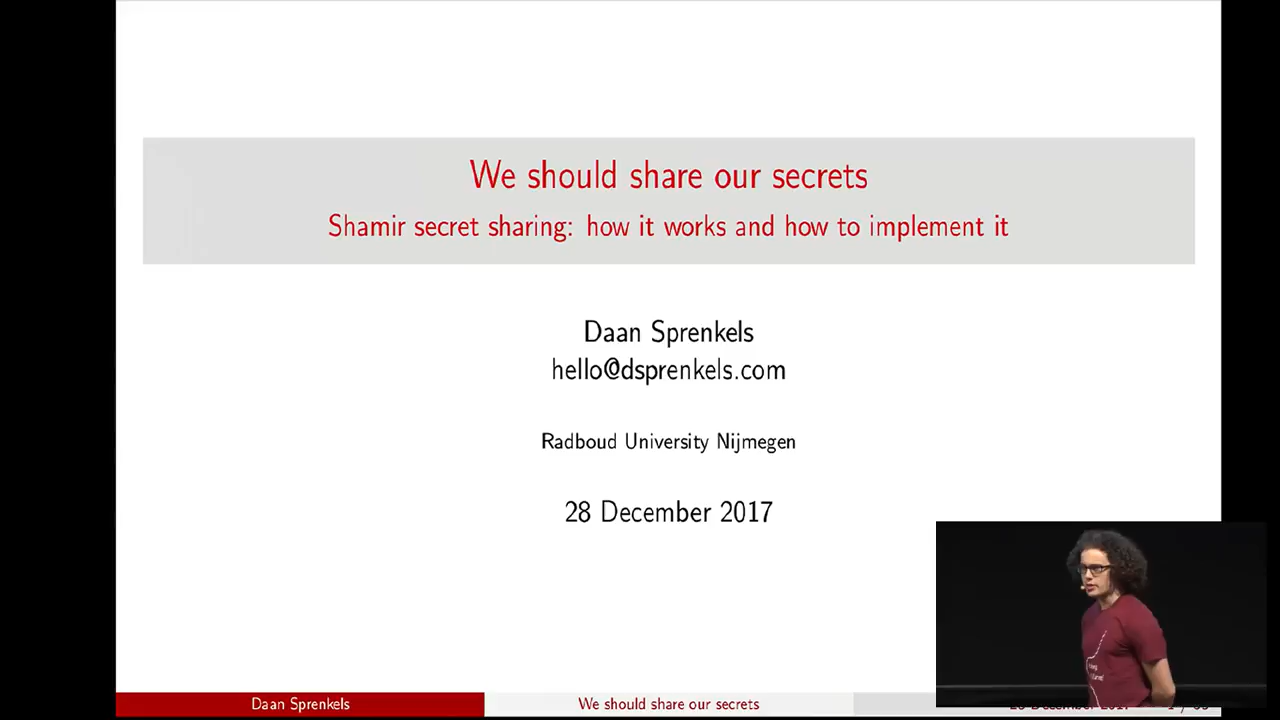 We should share our secrets
Shamir secret sharing: how it works and how to implement it
Daan Sprenkels
hello@dsprenkels.com
Radboud University Nijmegen
28 December 2017
Daan Sprenkels
We should share our secrets